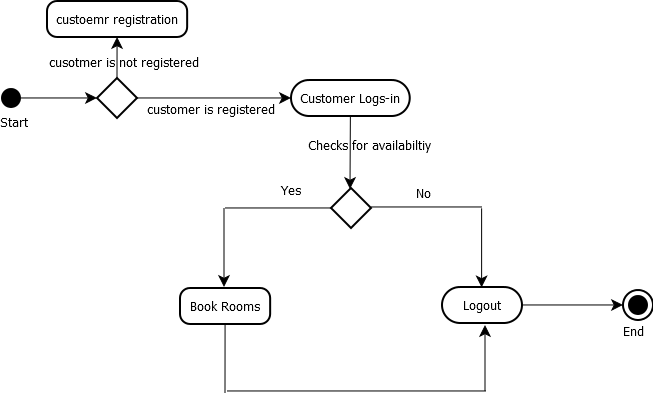 custoemr registration
cusotmer is not registered
Customer Logs-in
customer is registered
Start
Checks for availabiltiy
Yes
No
Book Rooms
Logout
End